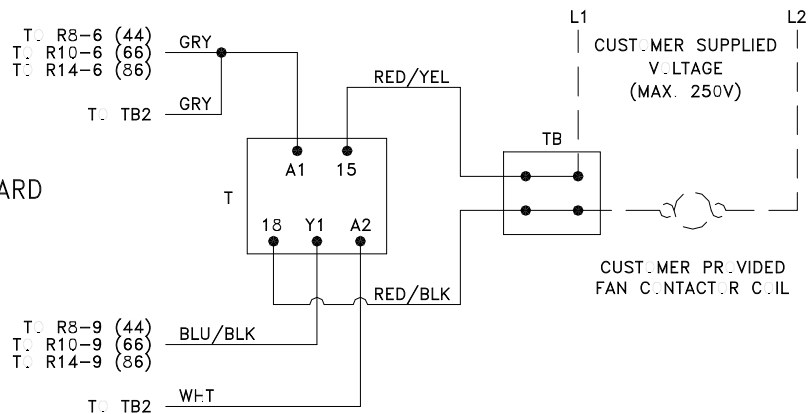 L1
L2
TO R8-6 (44)
TO R10-6 (66)
TO R14-6 (86)
GRY
CUSTOMER SUPPLIED
VOLTAGE
(MAX. 250V)
RED/YEL
TO TB2
GRY
TB
A1
15
ARD
T
18
Y1
A2
CUSTOMER PROVIDED
FAN CONTACTOR COIL
RED/BLK
TO R8-9 (44)
TO R10-9 (66)
TO R14-9 (86)
BLU/BLK
TO TB2
WHT